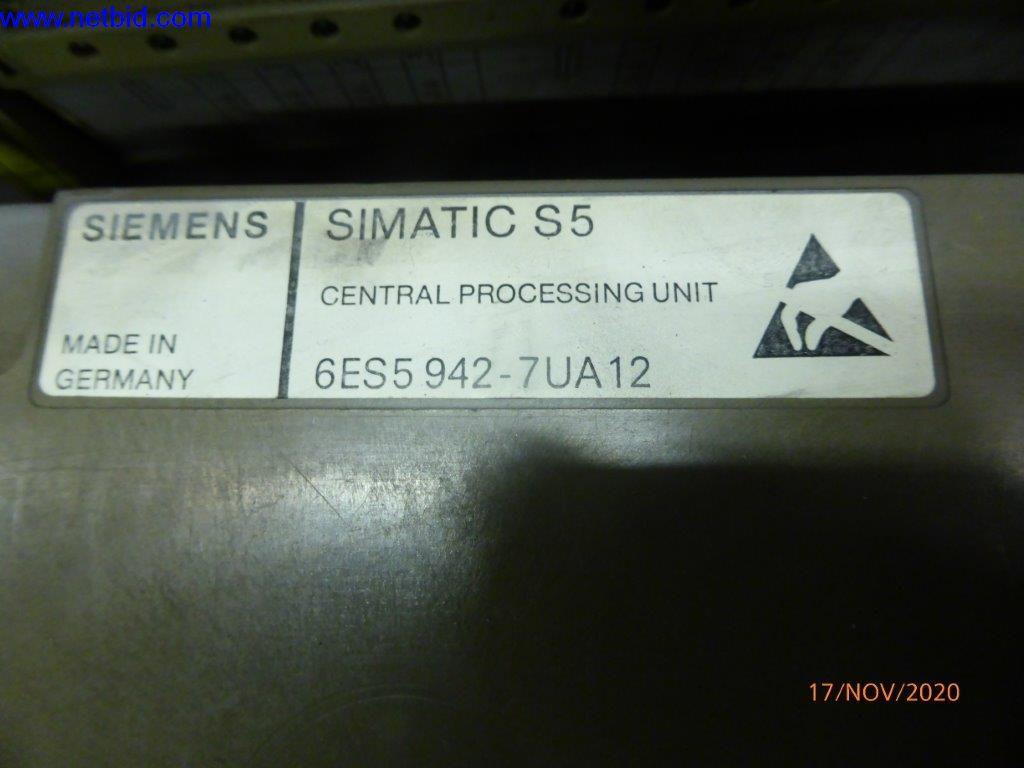 www.netbid.com
SIEMENS
MADE IN
GERMANY
SIMATIC S5
CENTRAL PROCESSING UNIT
6ES5 942-7UA12
17/NOV/2020